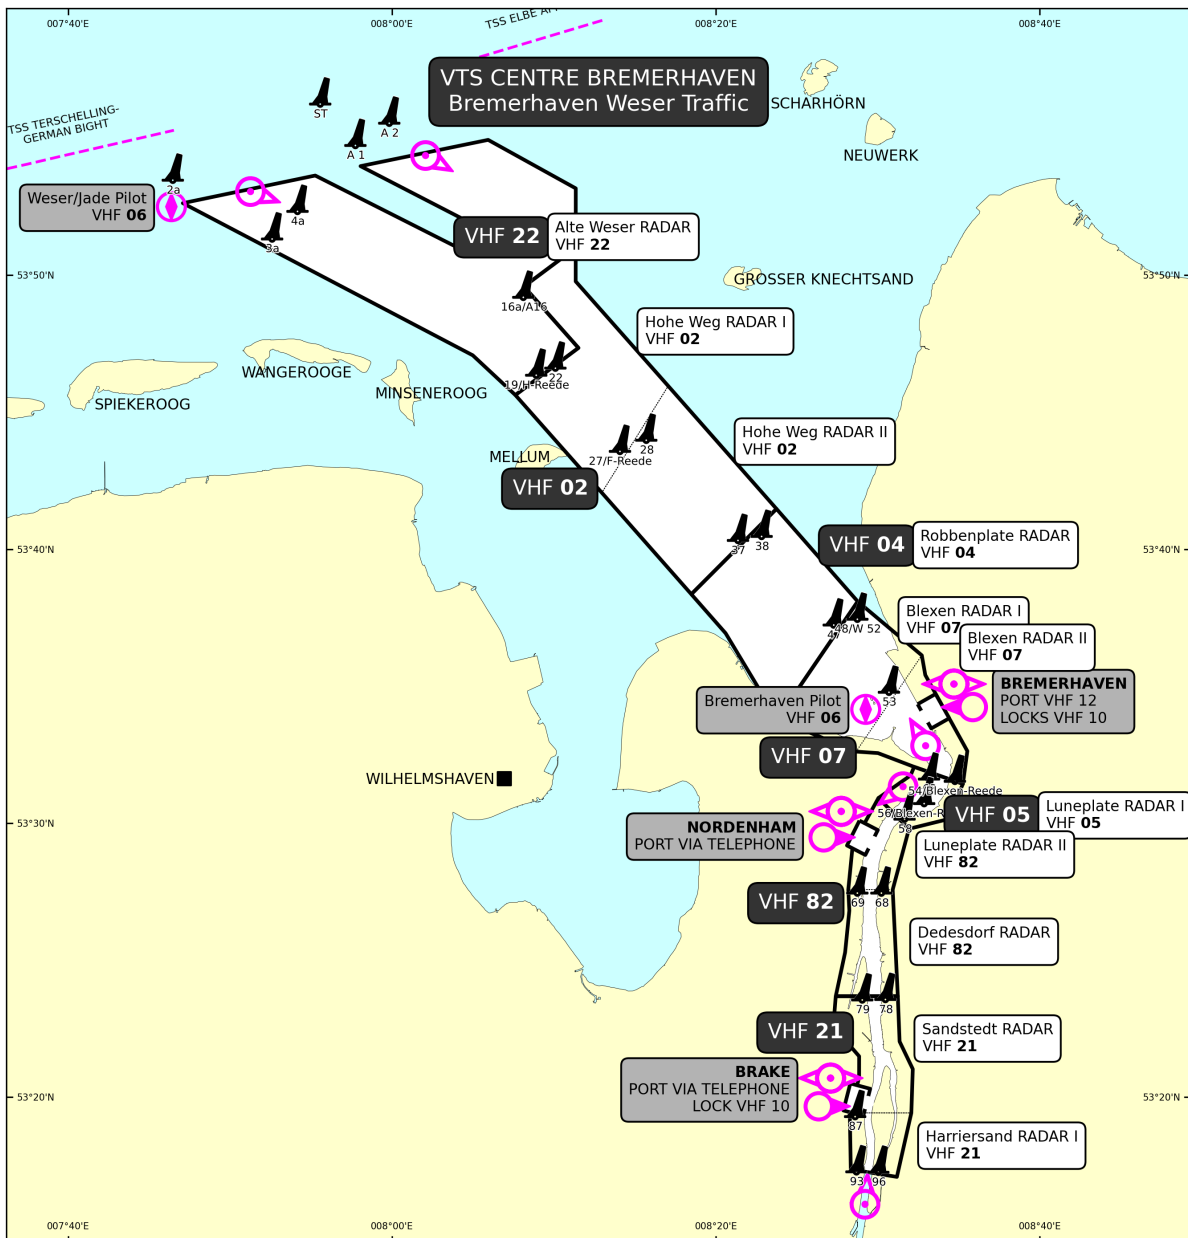 007°40'E
008°00'E
008°20'E
008°40'E
TSS ELBE AP
VTS CENTRE BREMERHAVEN
Bremerhaven Weser Traffic
SCHARHÖRN
NEUWERK
TSS TERSCHELLING-
GERMAN BIGHT
ST
A 2
A 1
2a
Weser/Jade Pilot
VHF 06
4a
3a
VHF 22
Alte Weser RADAR
VHF 22
53°50'N
53°50'N
GROSSER KNECHTSAND
16a/A16
Hohe Weg RADAR I
VHF 02
WANGEROOGE
MINSENEROOG
SPIEKEROOG
22
19/H-Reede
Hohe Weg RADAR II
VHF 02
28
27/F-Reede
MELLUM
VHF 02
37
38
VHF 04
Robbenplate RADAR
VHF 04
53°40'N
53°40'N
Blexen RADAR I
VHF 07
47
48/W 52
Blexen RADAR II
VHF 07
BREMERHAVEN
PORT VHF 12
LOCKS VHF 10
53
Bremerhaven Pilot
VHF 06
VHF 07
WILHELMSHAVEN
54/Blexen-Reede
56/Blexen-R
58
VHF 05
Luneplate RADAR I
VHF 05
53°30'N
53°30'N
NORDENHAM
PORT VIA TELEPHONE
Luneplate RADAR II
VHF 82
69
68
VHF 82
Dedesdorf RADAR
VHF 82
79
78
VHF 21
Sandstedt RADAR
VHF 21
BRAKE
PORT VIA TELEPHONE
LOCK VHF 10
87
53°20'N
53°20'N
Harriersand RADAR I
VHF 21
93
96
007°40'E
008°00'E
008°20'E
008°40'E